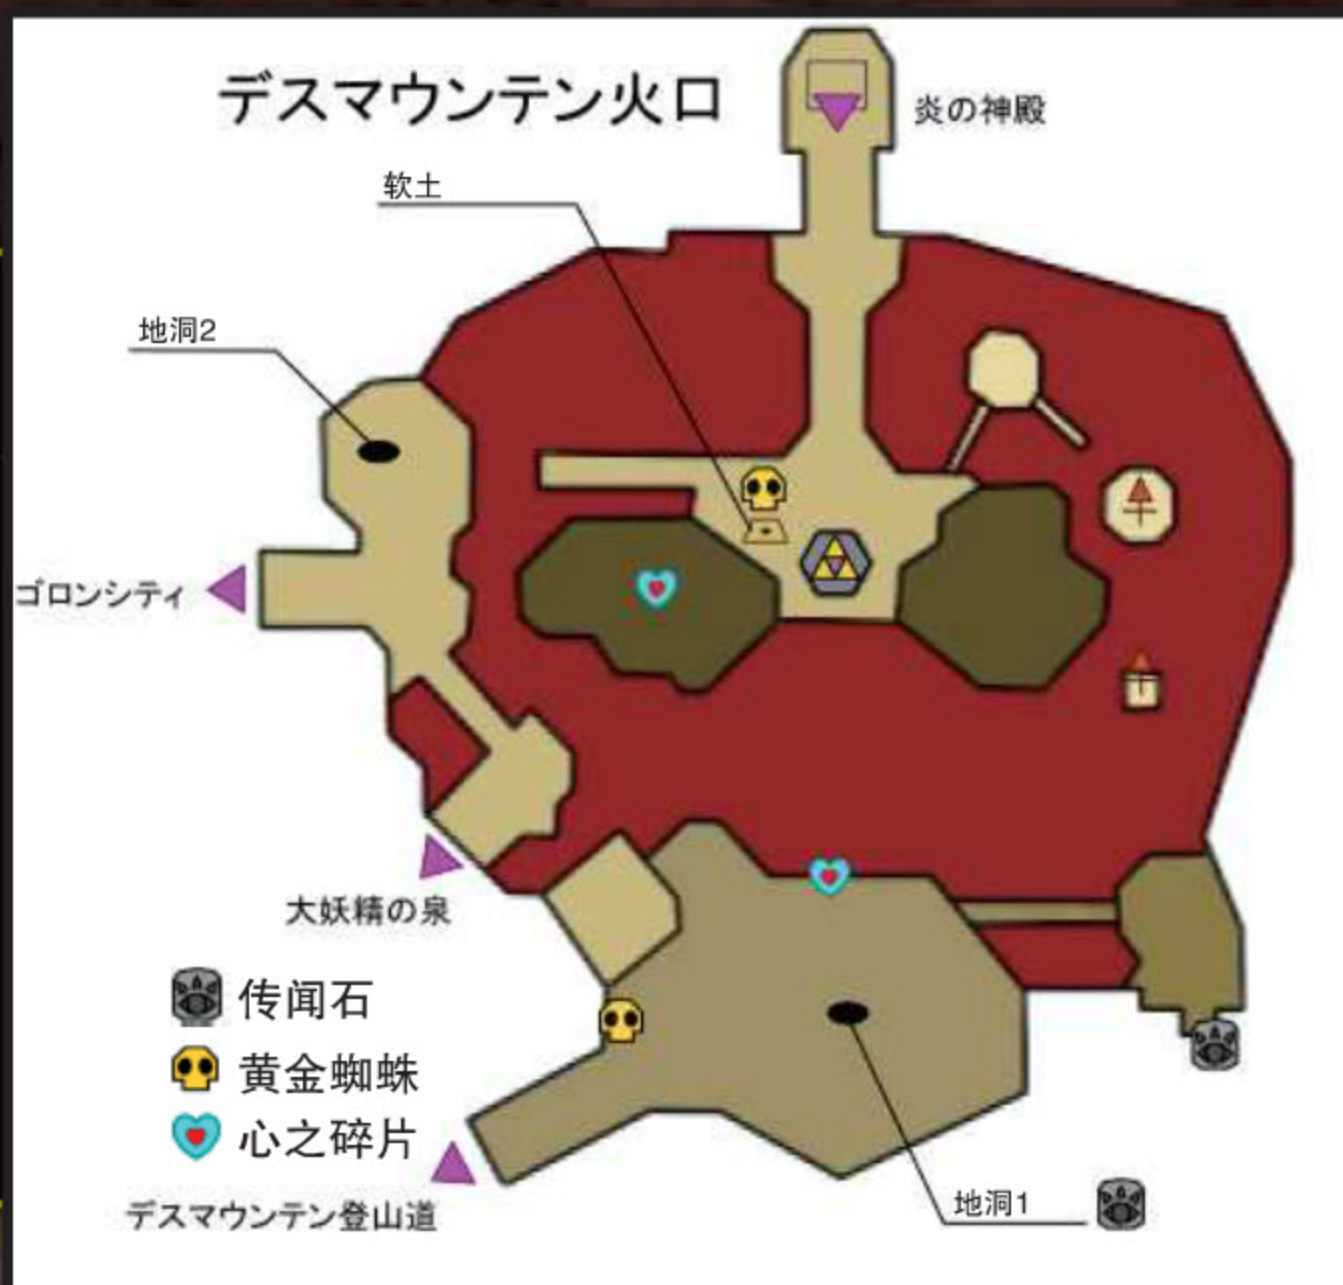 デスマウンテン火口
炎の神殿
软土
地洞2
ゴロンシティ
大妖精の泉
传闻石
黄金蜘蛛
心之碎片
デスマウンテン登山道
地洞1